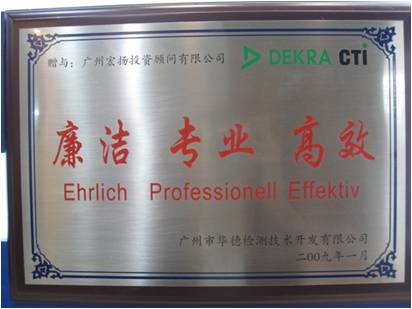 赠与：广州宏扬投资顾问有限公司 DEKRA CTI
廉洁 专业 高效
Ehrlich Professionell Effektiv
广州市华德检测技术开发有限公司
二00九年一月